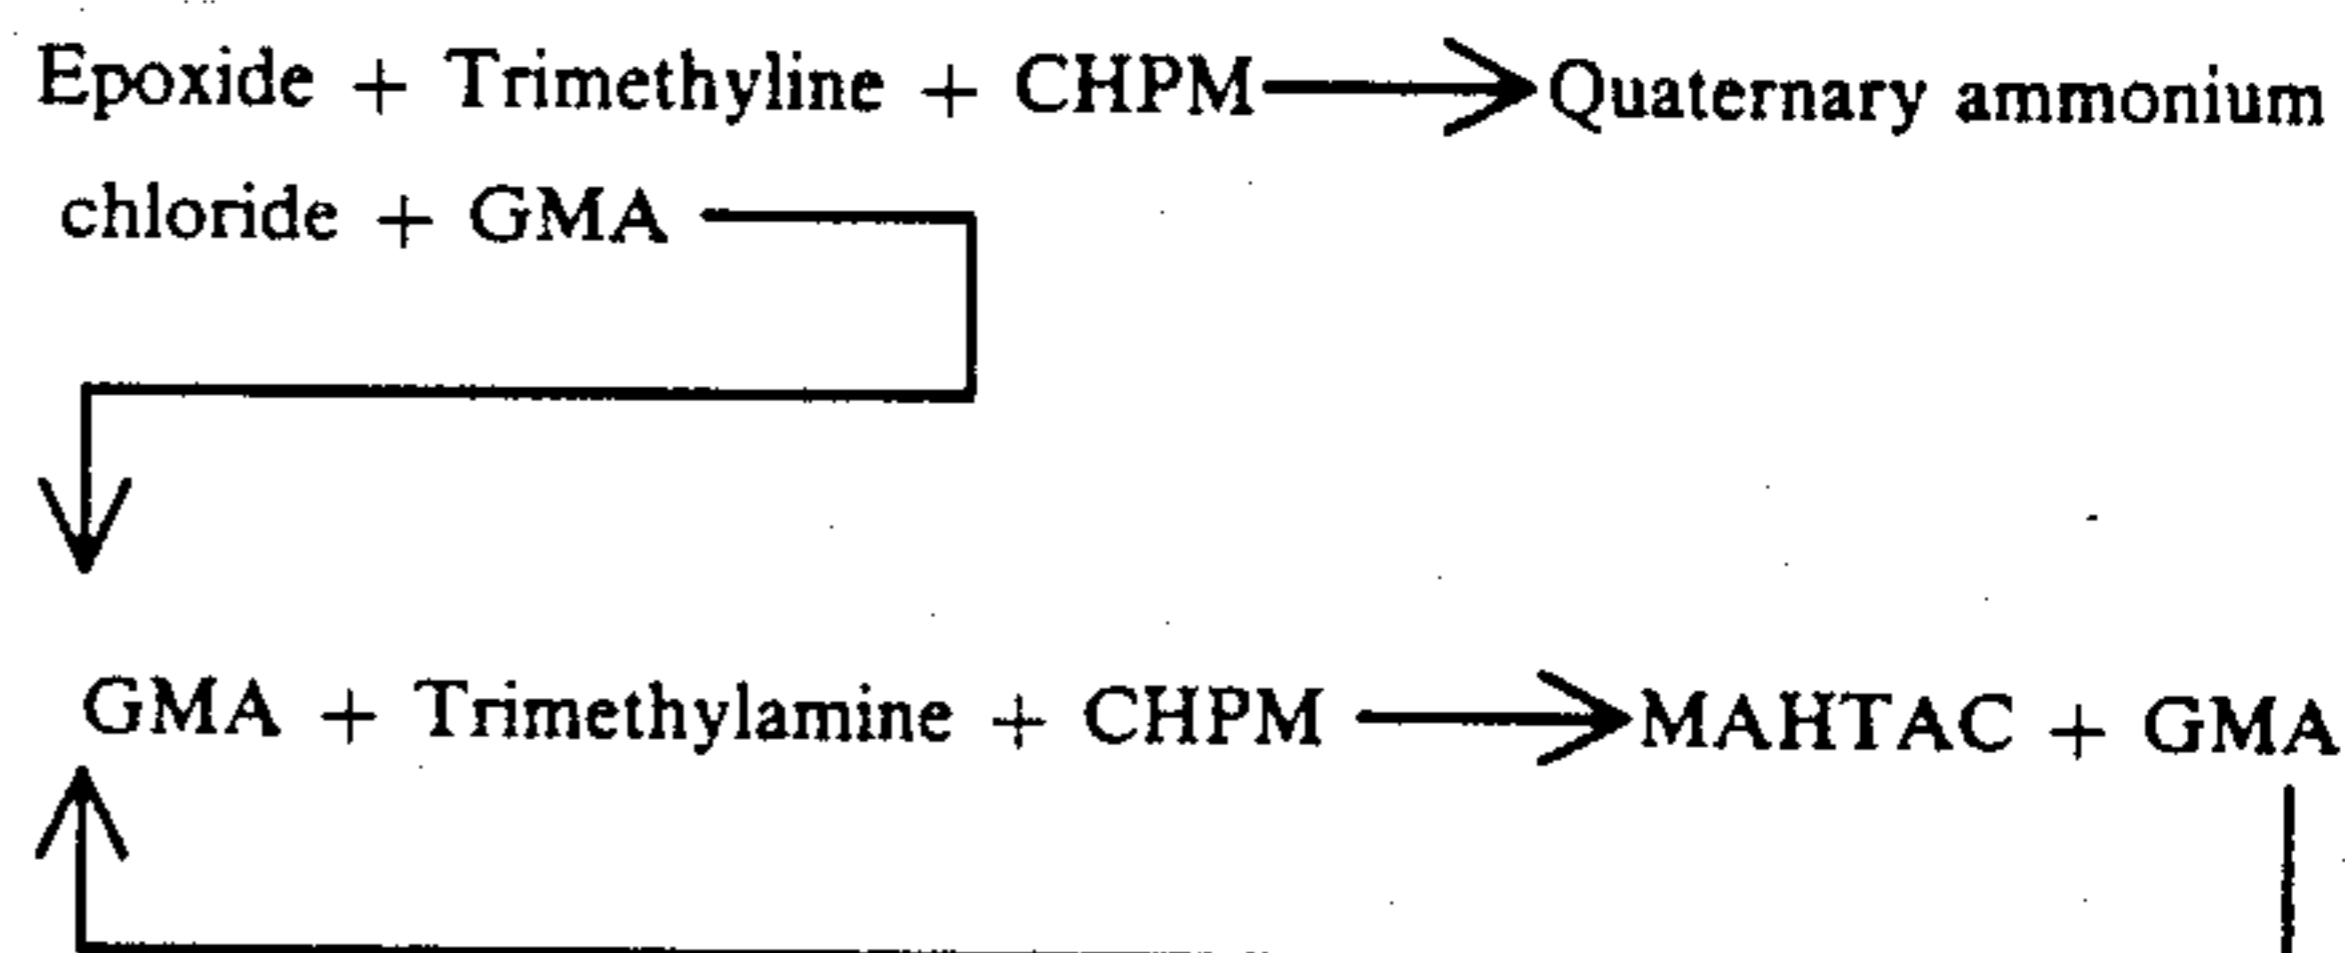 Epoxide + Trimethyline + CHPM → Quaternary ammonium
chloride + GMA
GMA + Trimethylamine + CHPM → MAHTAC + GMA